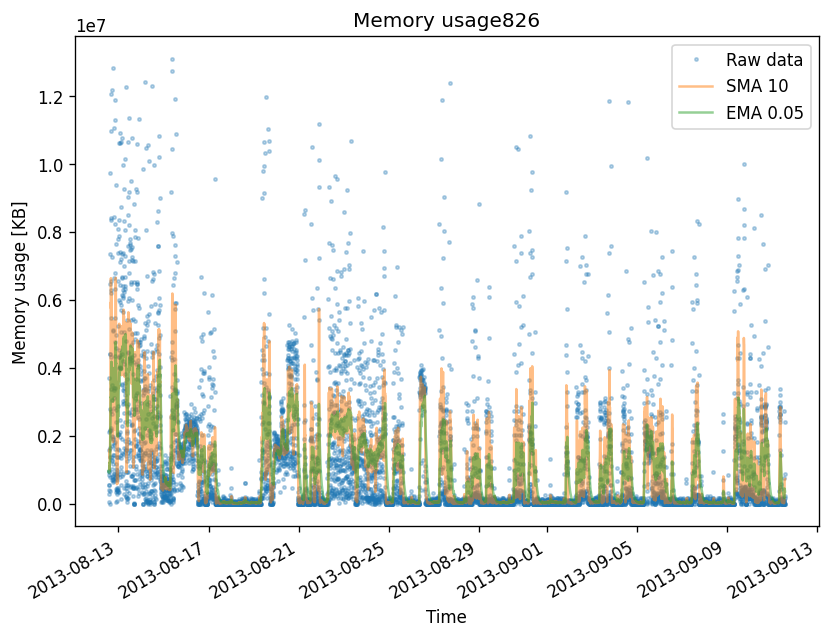 Memory usage826
1e7
Raw data
SMA 10
EMA 0.05
1.2
1.0
0.8
0.6
0.4
0.2
0.0
Memory usage [KB]
2013-08-13
2013-08-17
2013-08-21
2013-08-25
2013-08-29
2013-09-01
2013-09-05
2013-09-09
2013-09-13
Time